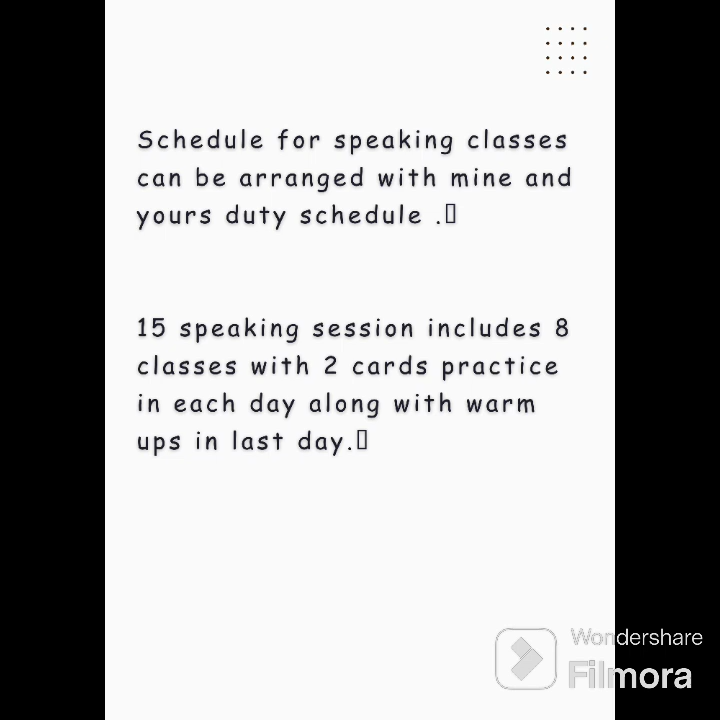 Schedule for speaking classes
can be arranged with mine and
yours duty schedule .
15 speaking session includes 8
classes with 2 cards practice
in each day along with warm
ups in last day.
Wondershare
Filmora